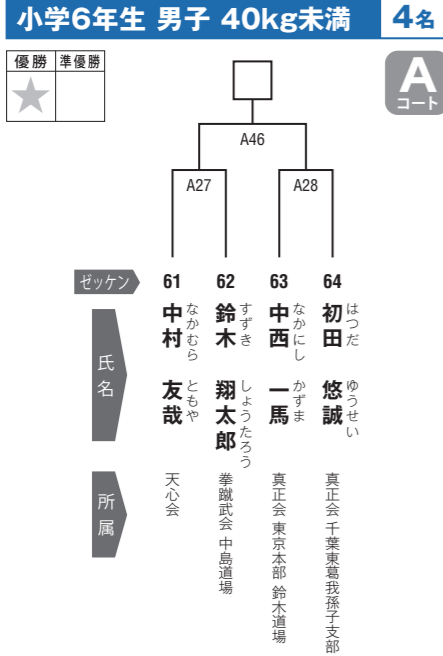 小学6年生 男子 40kg未満
4名
優勝 準優勝
A
コート
A46
A27 A28
ゼッケン 61 62 63 64
氏名
中村 友哉
なかむら ともや
鈴木 翔太郎
すずき しょうたろう
中西 一馬
なかにし かずま
初田 悠誠
はつだ ゆうせい
所属
天心会
拳蹴武会 中島道場
真正会 東京本部 鈴木道場
真正会 千葉東葛我孫子支部